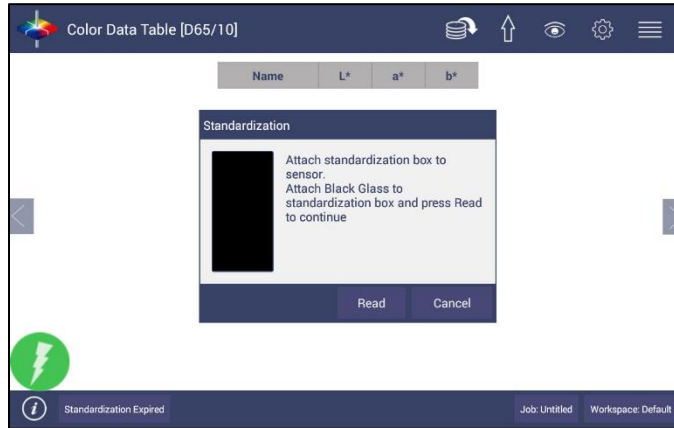 Color Data Table [D65/10]
Name L* a* b*
Standardization
Attach standardization box to
sensor.
Attach Black Glass to
standardization box and press Read
to continue
Read Cancel
i Standardization Expired Job: Untitled Workspace: Default